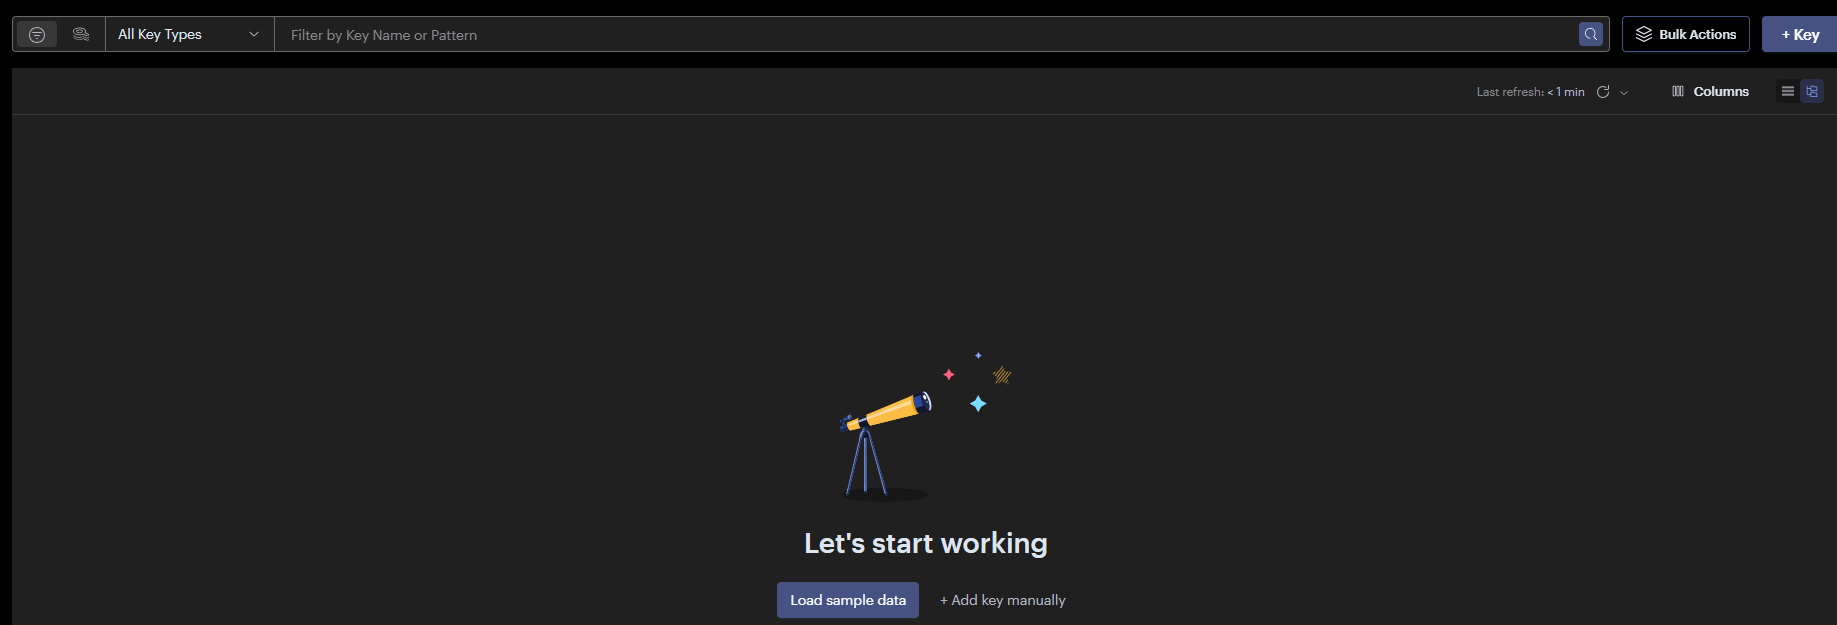 All Key Types
Filter by Key Name or Pattern
Bulk Actions
+ Key
Last refresh: < 1 min
Columns
Let's start working
Load sample data
+ Add key manually